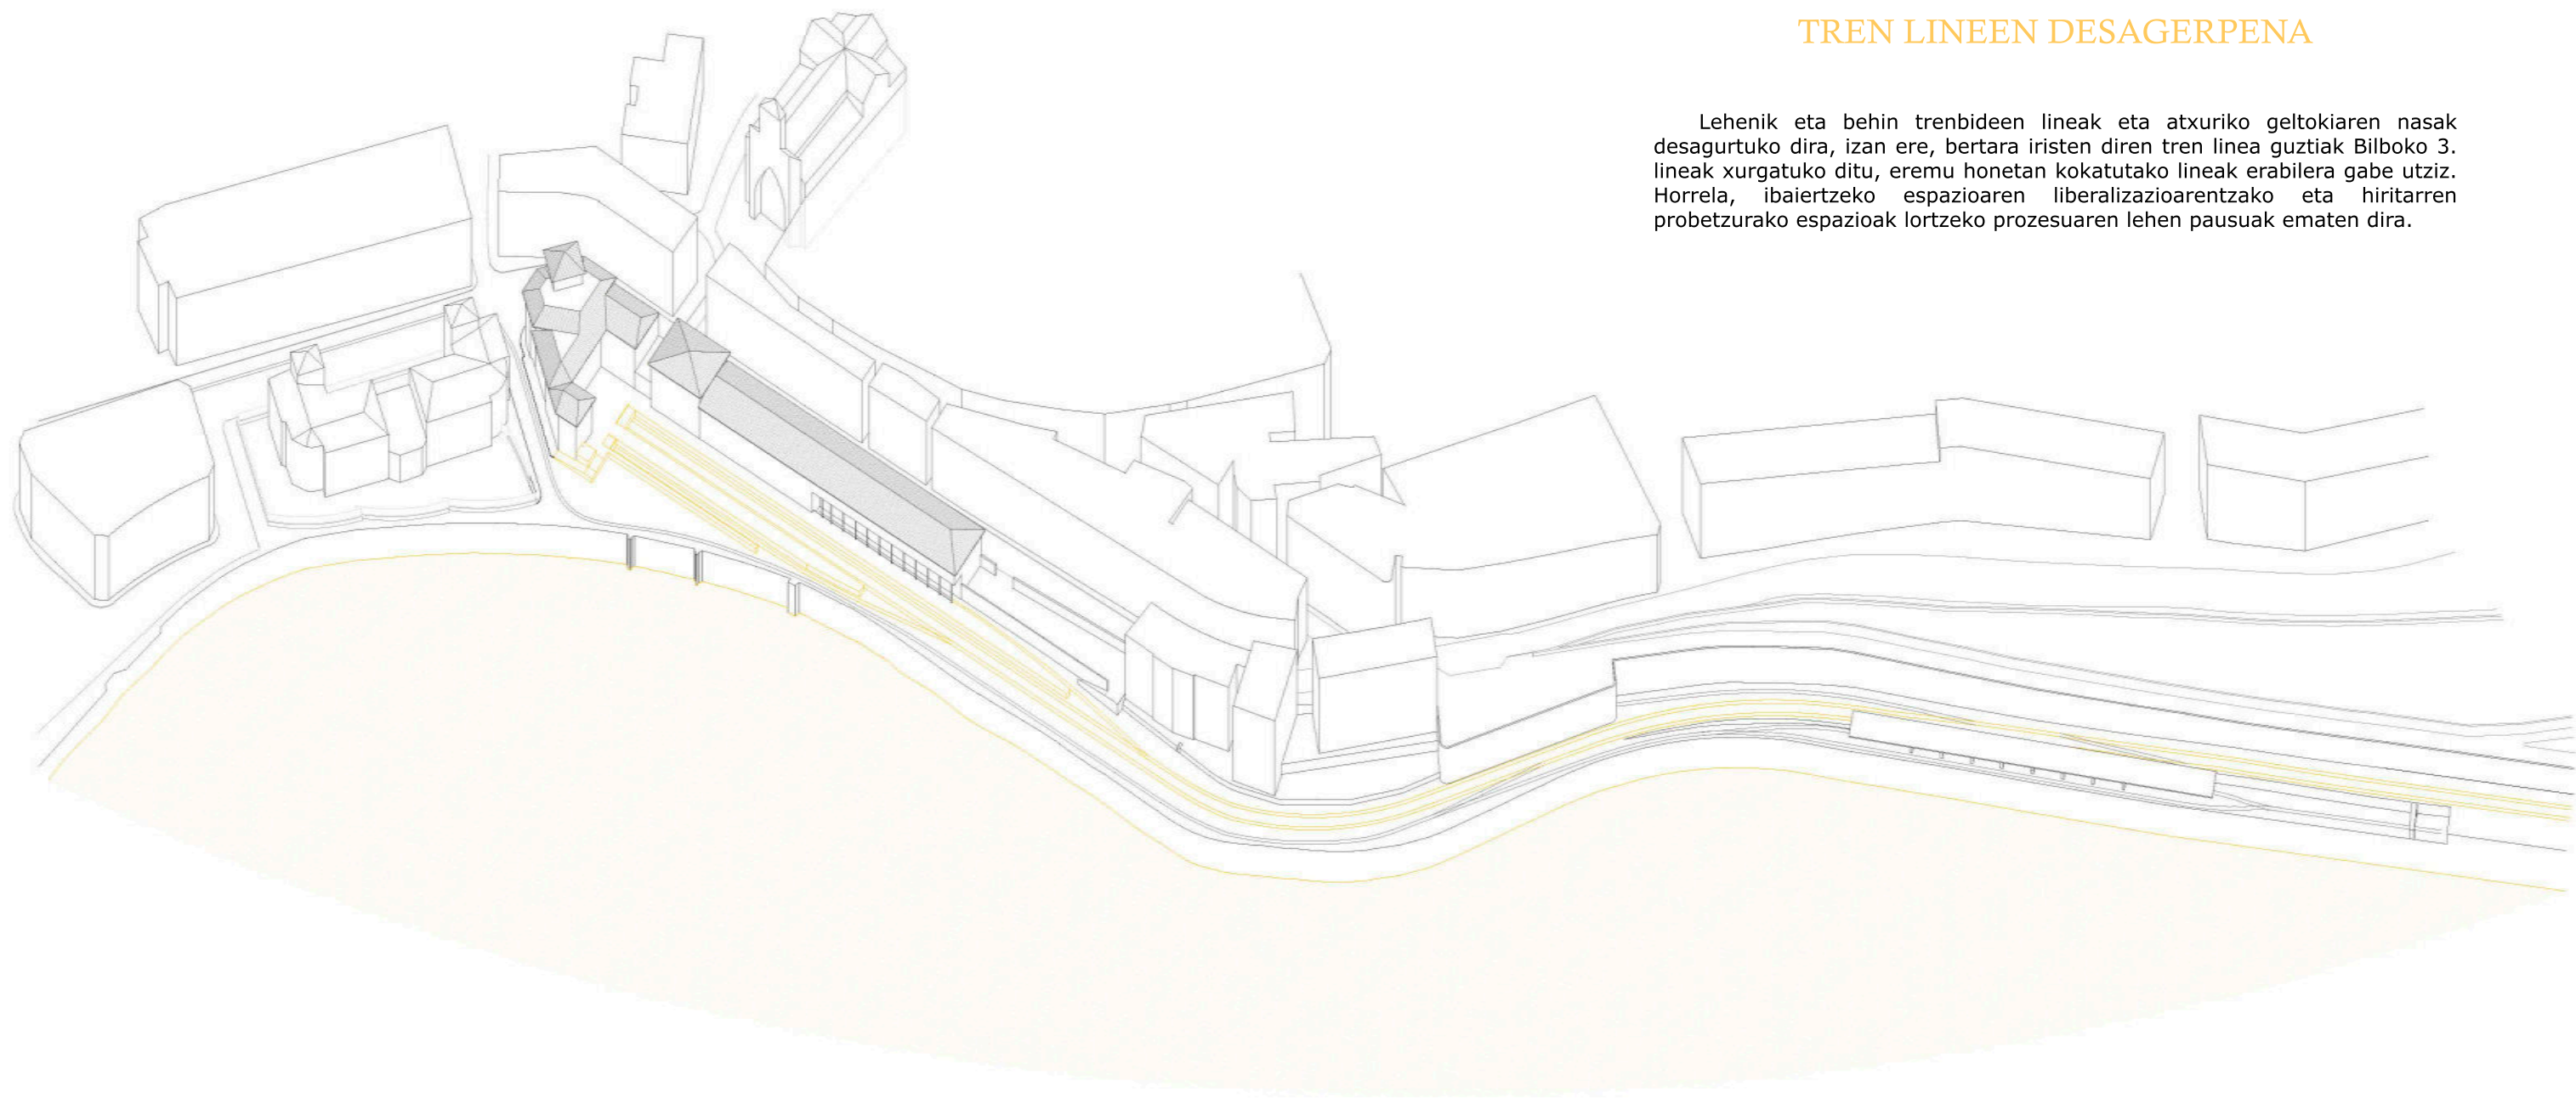 TREN LINEEN DESAGERPENA
Lehenik eta behin trenbideen lineak eta atxuriko geltokiaren nasak
desagurtuko dira, izan ere, bertara iristen diren tren linea guztiak Bilboko 3.
lineak xurgatuko ditu, eremu honetan kokatutako lineak erabilera gabe utziz.
Horrela, ibaiertzeko espazioaren liberalizazioarentzako eta hiritarren
probetzurako espazioak lortzeko prozesuaren lehen pausuak ematen dira.